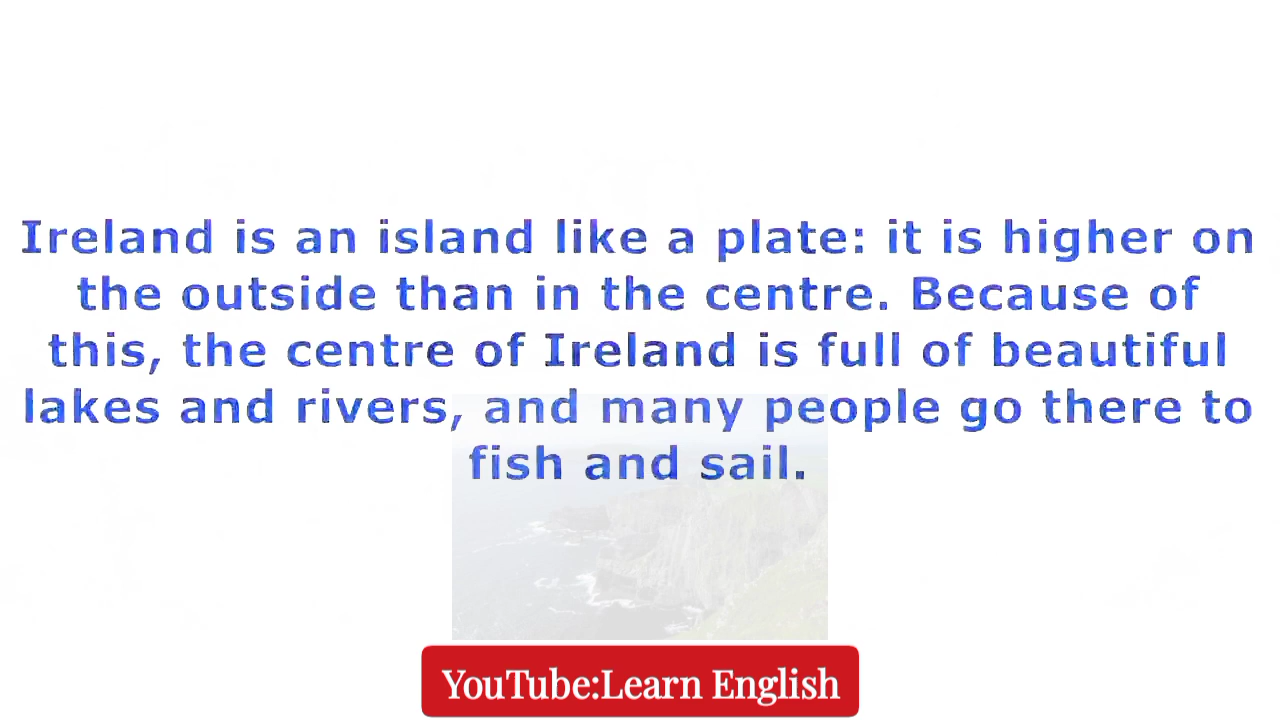 Ireland is an island like a plate: it is higher on
the outside than in the centre. Because of
this, the centre of Ireland is full of beautiful
lakes and rivers, and many people go there to
fish and sail.
YouTube:Learn English